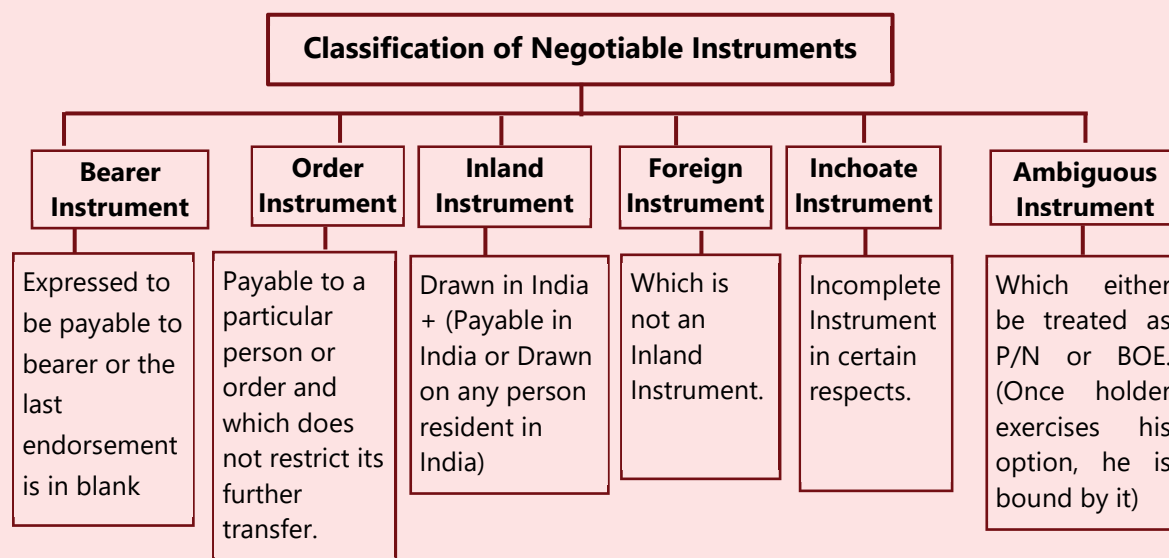 Classification of Negotiable Instruments
Bearer
Instrument
Expressed to
be payable to
bearer or the
last
endorsement
is in blank
Order
Instrument
Payable to a
particular
person or
order and
which does
not restrict its
further
transfer.
Inland
Instrument
Drawn in India
+ (Payable in
India or Drawn
on any person
resident in
India)
Foreign
Instrument
Which is
not an
Inland
Instrument.
Inchoate
Instrument
Incomplete
Instrument
in certain
respects.
Ambiguous
Instrument
Which either
be treated as
P/N or BOE.
(Once holder
exercises his
option, he is
bound by it)